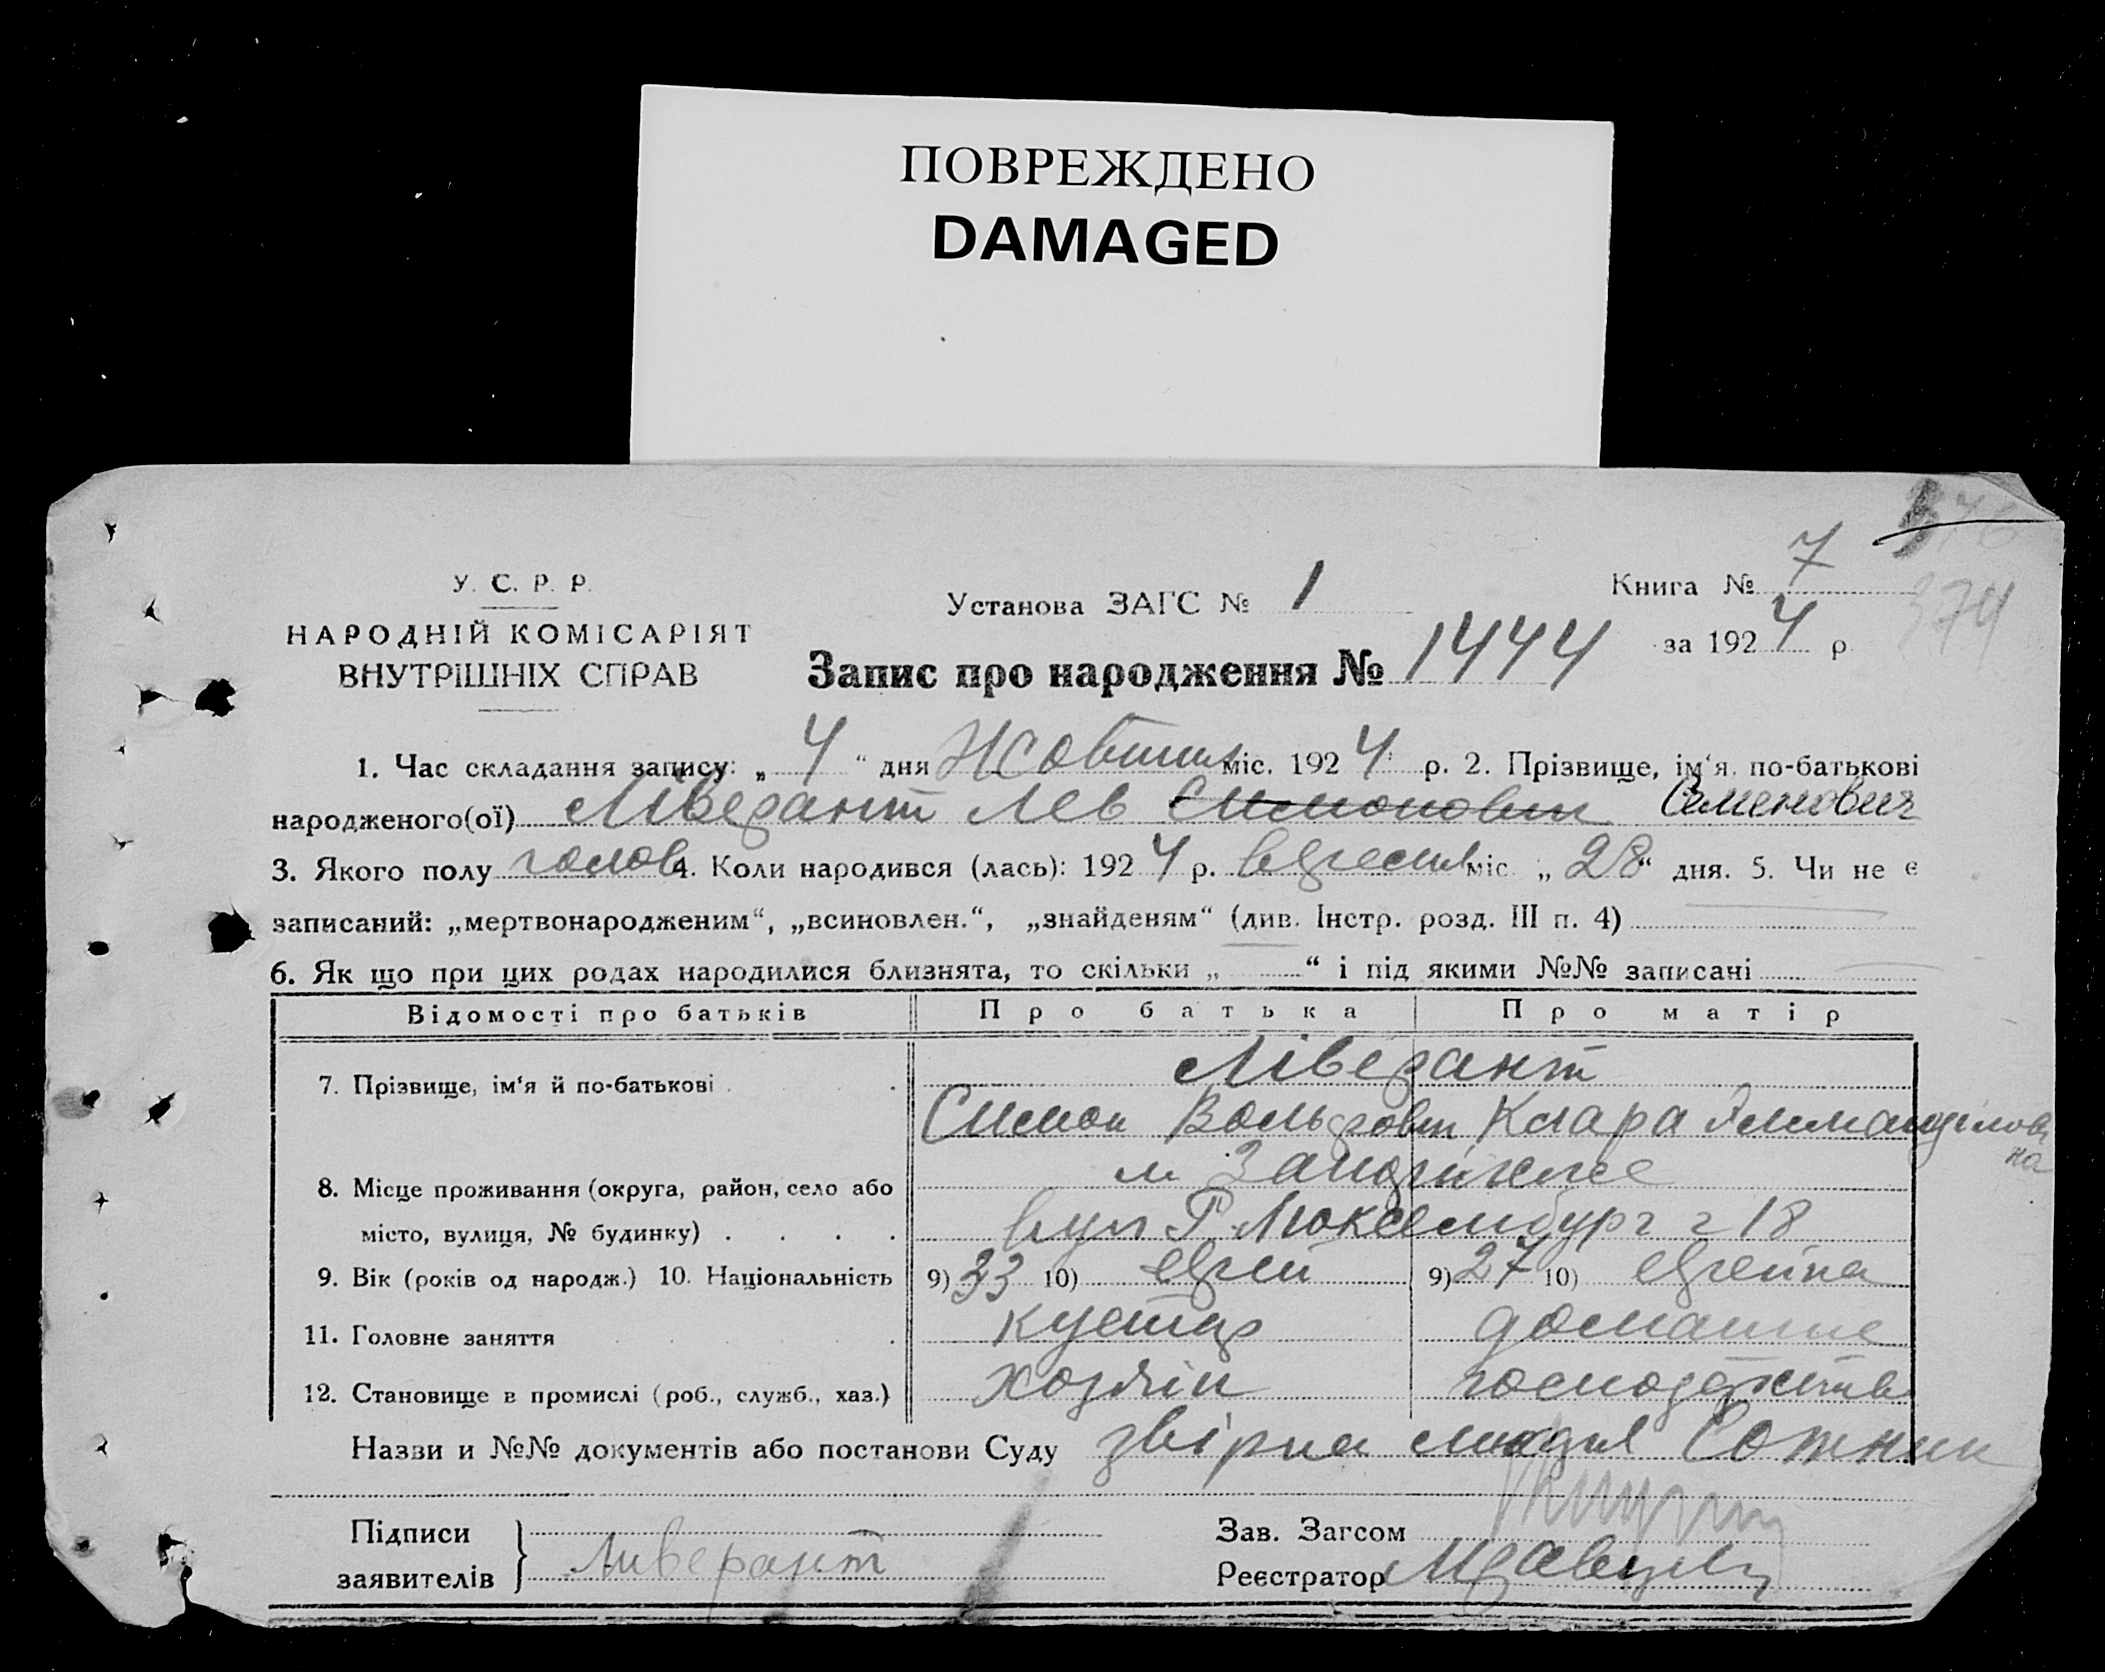 ПОВРЕЖДЕНО
DAMAGED
У. С. Р. Р.
НАРОДНІЙ КОМІСАРІЯТ
ВНУТРІШНІХ СПРАВ
Установа ЗАГС № 1
Книга № 7
за 1924 р
374
Запис про народження № 1444
1. Час складання запису: „ 4 “ дня Жовтня міс. 1924 р. 2. Прізвище, ім'я, по-батькові
народженого(ої) Ліверант Лев Симонович Семенович
3. Якого полу чолов 4. Коли народився (лась): 1924 р. вересня міс. „ 28 “ дня. 5. Чи не є
записаний: „мертвонародженим“, „всиновлен.“, „знайденям“ (див. Інстр. розд. III п. 4)
6. Як що при цих родах народилися близнята, то скільки „ — “ і під якими №№ записані —
Відомості про батьків Про батька Про матір
7. Прізвище, ім'я й по-батькові Ліверант
Симон Вольфович Клара
8. Місце проживання (округа, район, село або м Запоріжже
місто, вулиця, № будинку) вул Р. Люксембург 18
9. Вік (років од народж.) 10. Національність 9) 33 10) еврей 9) 27 10) еврейка
11. Головне заняття кустар домашне
12. Становище в промислі (роб., служб., хаз.) хозяін господарство
Назви и №№ документів або постанови Суду звірила
Підписи
заявителів Ливерант
Зав. Загсом
Реєстратор